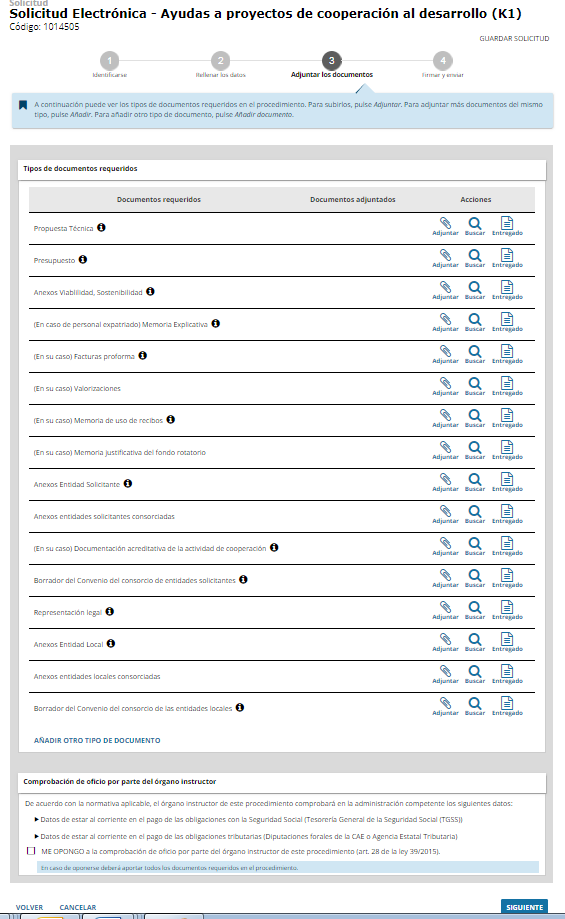 Solicitud
Solicitud Electrónica - Ayudas a proyectos de cooperación al desarrollo (K1)
Código: 1014505
GUARDAR SOLICITUD
1 2 3 4
Identificarse Rellenar los datos Adjuntar los documentos Firmar y enviar
A continuación puede ver los tipos de documentos requeridos en el procedimiento. Para subirlos, pulse Adjuntar. Para adjuntar más documentos del mismo
tipo, pulse Añadir. Para añadir otro tipo de documento, pulse Añadir documento.
Tipos de documentos requeridos
Documentos requeridos Documentos adjuntados Acciones
Propuesta Técnica
Adjuntar Buscar Entregado
Presupuesto
Adjuntar Buscar Entregado
Anexos Viabilidad, Sostenibilidad
Adjuntar Buscar Entregado
(En caso de personal expatriado) Memoria Explicativa
Adjuntar Buscar Entregado
(En su caso) Facturas proforma
Adjuntar Buscar Entregado
(En su caso) Valorizaciones
Adjuntar Buscar Entregado
(En su caso) Memoria de uso de recibos
Adjuntar Buscar Entregado
(En su caso) Memoria justificativa del fondo rotatorio
Adjuntar Buscar Entregado
Anexos Entidad Solicitante
Adjuntar Buscar Entregado
Anexos entidades solicitantes consorciadas
Adjuntar Buscar Entregado
(En su caso) Documentación acreditativa de la actividad de cooperación
Adjuntar Buscar Entregado
Borrador del Convenio del consorcio de entidades solicitantes
Adjuntar Buscar Entregado
Representación legal
Adjuntar Buscar Entregado
Anexos Entidad Local
Adjuntar Buscar Entregado
Anexos entidades locales consorciadas
Adjuntar Buscar Entregado
Borrador del Convenio del consorcio de las entidades locales
Adjuntar Buscar Entregado
AÑADIR OTRO TIPO DE DOCUMENTO
Comprobación de oficio por parte del órgano instructor
De acuerdo con la normativa aplicable, el órgano instructor de este procedimiento comprobará en la administración competente los siguientes datos:
Datos de estar al corriente en el pago de las obligaciones con la Seguridad Social (Tesorería General de la Seguridad Social (TGSS))
Datos de estar al corriente en el pago de las obligaciones tributarias (Diputaciones forales de la CAE o Agencia Estatal Tributaria)
ME OPONGO a la comprobación de oficio por parte del órgano instructor de este procedimiento (art. 28 de la ley 39/2015).
En caso de oponerse deberá aportar todos los documentos requeridos en el procedimiento.
VOLVER CANCELAR SIGUIENTE